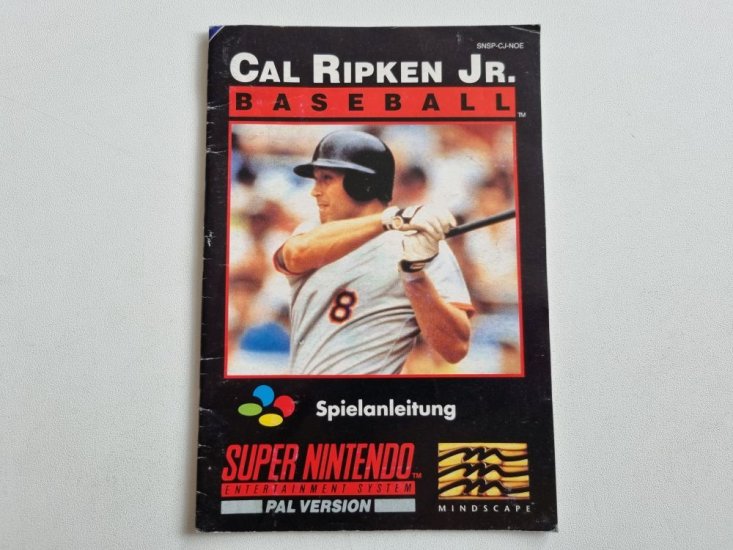 SNSP-CJ-NOE
CAL RIPKEN JR.
BASEBALL
TM
8
Spielanleitung
SUPER NINTENDO TM
ENTERTAINMENT SYSTEM
PAL VERSION
MINDSCAPE